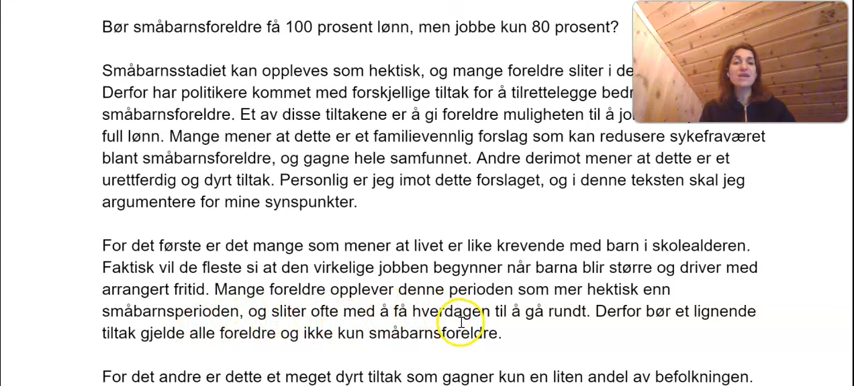 Bør småbarnsforeldre få 100 prosent lønn, men jobbe kun 80 prosent?
Småbarnsstadiet kan oppleves som hektisk, og mange foreldre sliter i de
Derfor har politikere kommet med forskjellige tiltak for å tilrettelegge bed
småbarnsforeldre. Et av disse tiltakene er å gi foreldre muligheten til å jo
full lønn. Mange mener at dette er et familievennlig forslag som kan redusere sykefraværet
blant småbarnsforeldre, og gagne hele samfunnet. Andre derimot mener at dette er et
urettferdig og dyrt tiltak. Personlig er jeg imot dette forslaget, og i denne teksten skal jeg
argumentere for mine synspunkter.
For det første er det mange som mener at livet er like krevende med barn i skolealderen.
Faktisk vil de fleste si at den virkelige jobben begynner når barna blir større og driver med
arrangert fritid. Mange foreldre opplever denne perioden som mer hektisk enn
småbarnsperioden, og sliter ofte med å få hverdagen til å gå rundt. Derfor bør et lignende
tiltak gjelde alle foreldre og ikke kun småbarnsforeldre.
For det andre er dette et meget dyrt tiltak som gagner kun en liten andel av befolkningen.